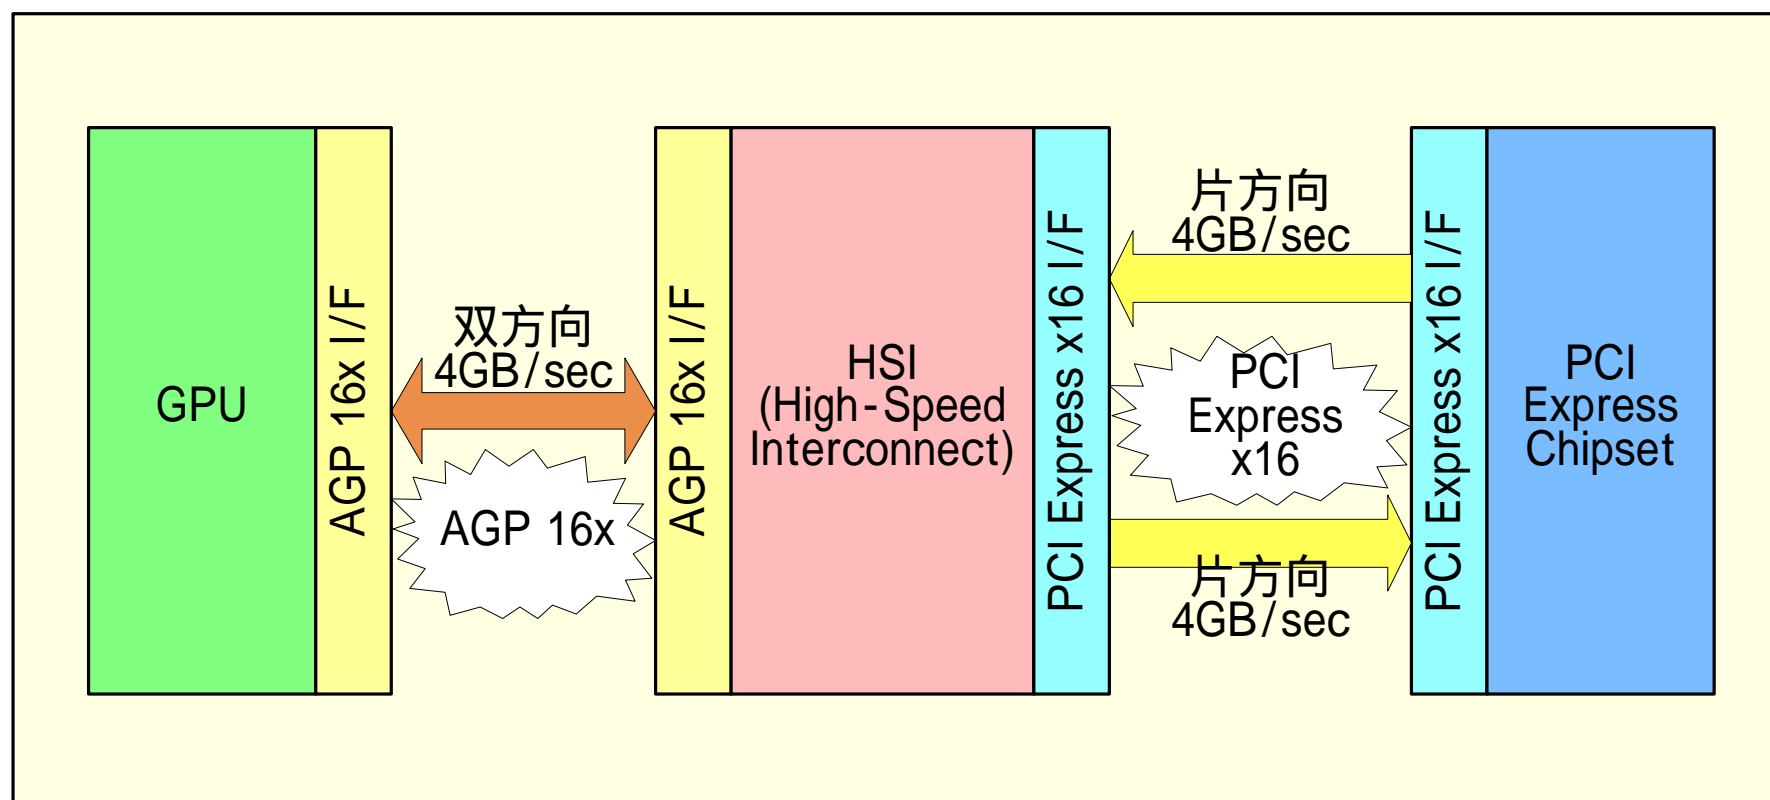 GPU
AGP 16x I/F
双方向
4GB/sec
AGP 16x
AGP 16x I/F
HSI
(High-Speed
Interconnect)
PCI Express x16 I/F
片方向
4GB/sec
PCI
Express
x16
片方向
4GB/sec
PCI Express x16 I/F
PCI
Express
Chipset